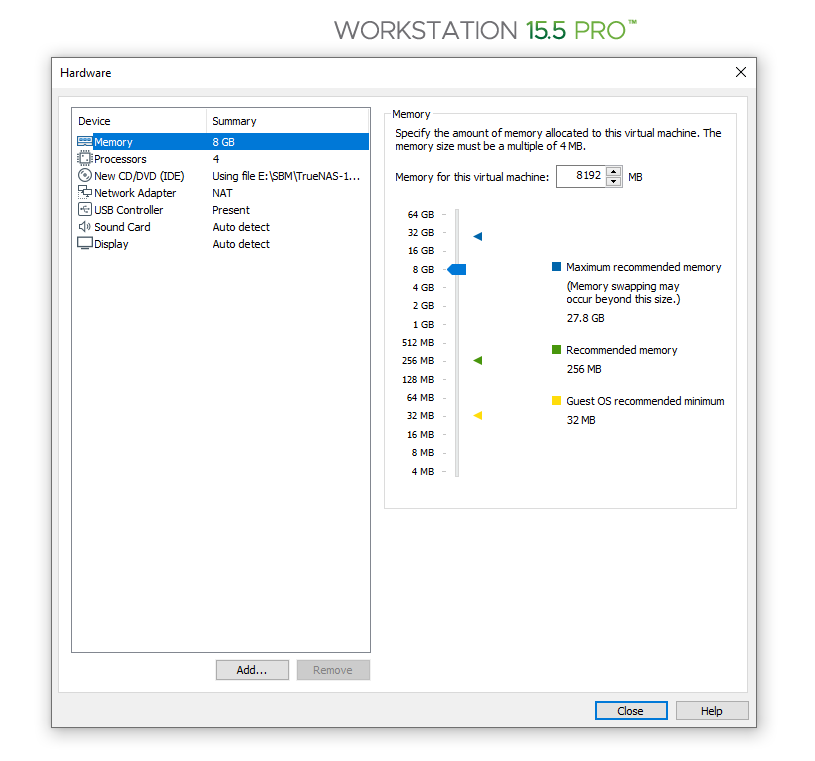 WORKSTATION 15.5 PRO™
Hardware
Device Summary
Memory 8 GB
Processors 4
New CD/DVD (IDE) Using file E:\SBM\TrueNAS-1...
Network Adapter NAT
USB Controller Present
Sound Card Auto detect
Display Auto detect
Add...
Remove
Memory
Specify the amount of memory allocated to this virtual machine. The
memory size must be a multiple of 4 MB.
Memory for this virtual machine: 8192 MB
64 GB
32 GB
16 GB
8 GB
4 GB
2 GB
1 GB
512 MB
256 MB
128 MB
64 MB
32 MB
16 MB
8 MB
4 MB
Maximum recommended memory
(Memory swapping may
occur beyond this size.)
27.8 GB
Recommended memory
256 MB
Guest OS recommended minimum
32 MB
Close
Help